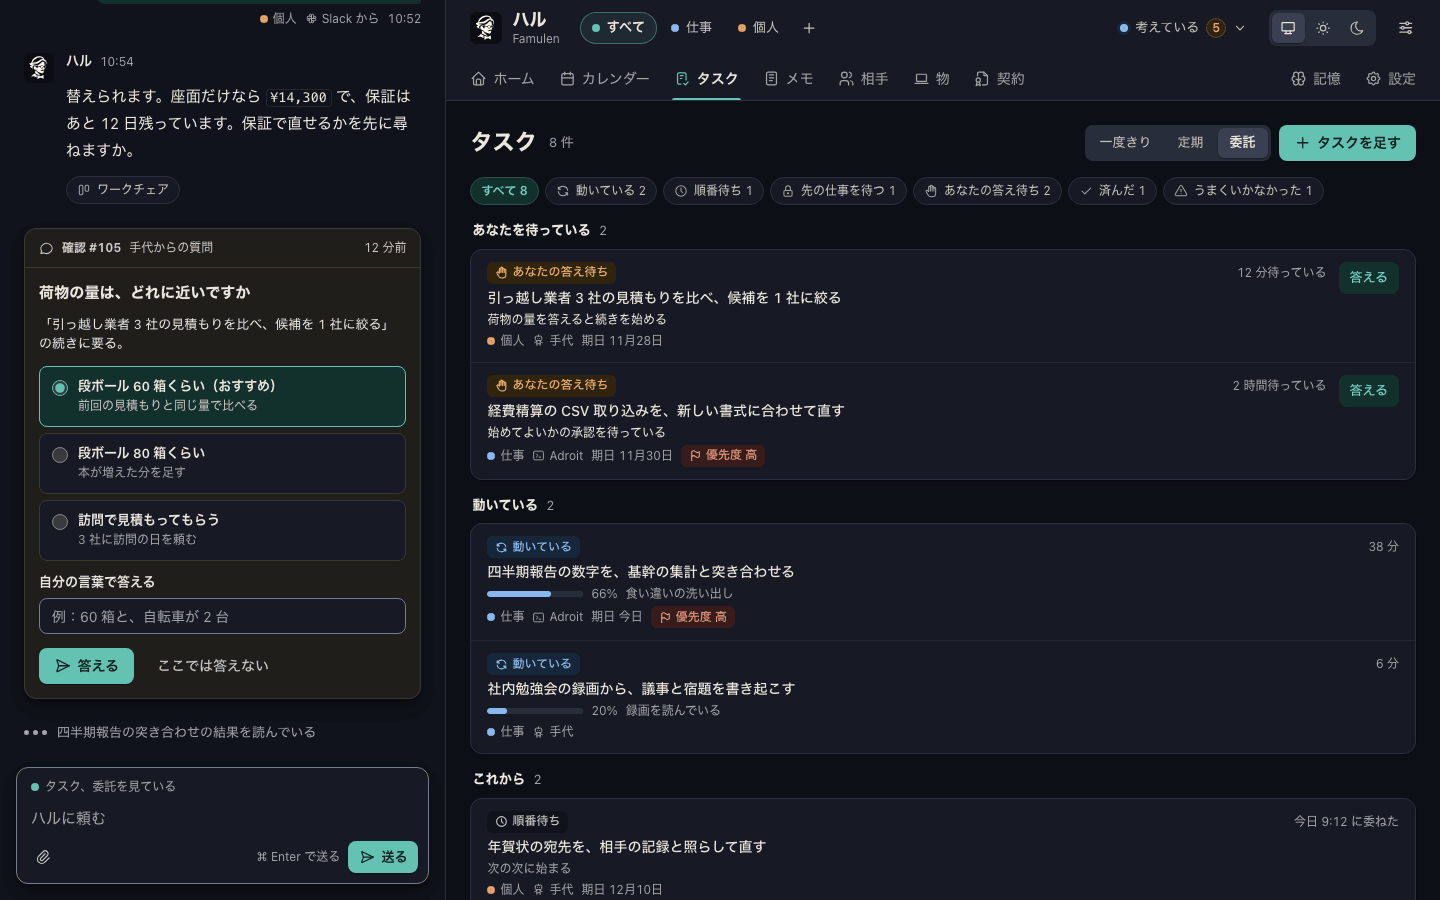 個人 Slack から 10:52
ハル 10:54
替えられます。座面だけなら ¥14,300 で、保証は
あと 12 日残っています。保証で直せるかを先に尋
ねますか。
ワークチェア
確認 #105 手代からの質問 12 分前
荷物の量は、どれに近いですか
「引っ越し業者 3 社の見積もりを比べ、候補を 1 社に絞る」
の続きに要る。
段ボール 60 箱くらい（おすすめ）
前回の見積もりと同じ量で比べる
段ボール 80 箱くらい
本が増えた分を足す
訪問で見積もってもらう
3 社に訪問の日を頼む
自分の言葉で答える
例：60 箱と、自転車が 2 台
答える ここでは答えない
四半期報告の突き合わせの結果を読んでいる
タスク、委託を見ている
ハルに頼む
⌘ Enter で送る 送る
ハル
Famulen
すべて 仕事 個人
考えている 5
ホーム カレンダー タスク メモ 相手 物 契約 記憶 設定
タスク 8 件
一度きり 定期 委託 タスクを足す
すべて 8 動いている 2 順番待ち 1 先の仕事を待つ 1 あなたの答え待ち 2 済んだ 1 うまくいかなかった 1
あなたを待っている 2
あなたの答え待ち 12 分待っている 答える
引っ越し業者 3 社の見積もりを比べ、候補を 1 社に絞る
荷物の量を答えると続きを始める
個人 手代 期日 11月28日
あなたの答え待ち 2 時間待っている 答える
経費精算の CSV 取り込みを、新しい書式に合わせて直す
始めてよいかの承認を待っている
仕事 Adroit 期日 11月30日 優先度 高
動いている 2
動いている 38 分
四半期報告の数字を、基幹の集計と突き合わせる
66% 食い違いの洗い出し
仕事 Adroit 期日 今日 優先度 高
動いている 6 分
社内勉強会の録画から、議事と宿題を書き起こす
20% 録画を読んでいる
仕事 手代
これから 2
順番待ち 今日 9:12 に委ねた
年賀状の宛先を、相手の記録と照らして直す
次の次に始まる
個人 手代 期日 12月10日